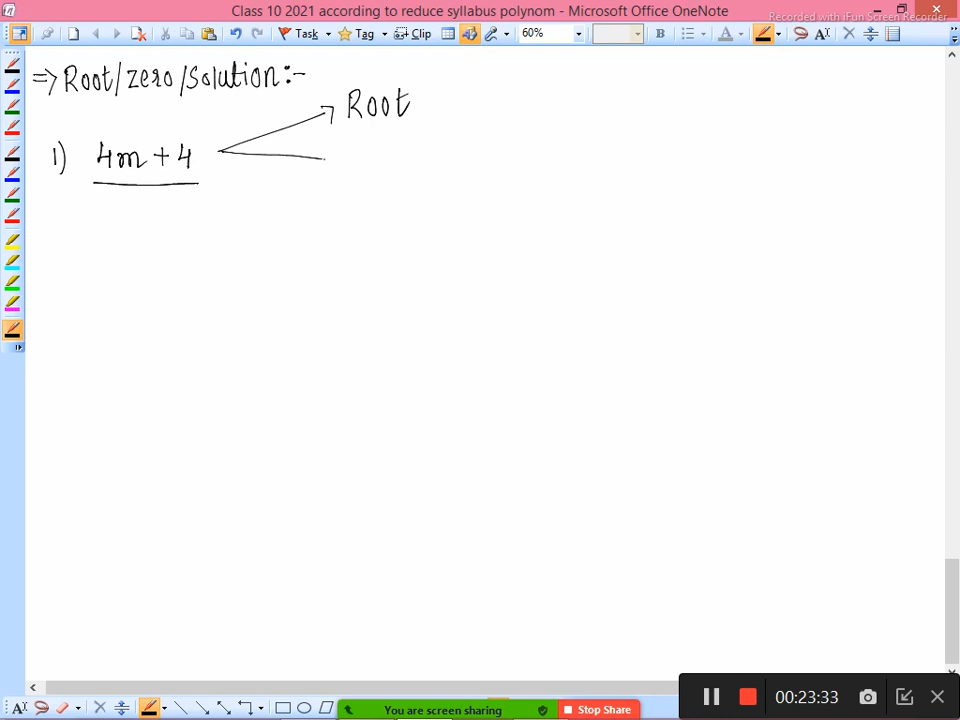 Class 10 2021 according to reduce syllabus polynom - Microsoft Office OneNote
Recorded with iFun Screen Recorder
Task Tag Clip 60% B A A
=> Root/zero/Solution:-
Root
1) 4m + 4
00:23:33
You are screen sharing Stop Share